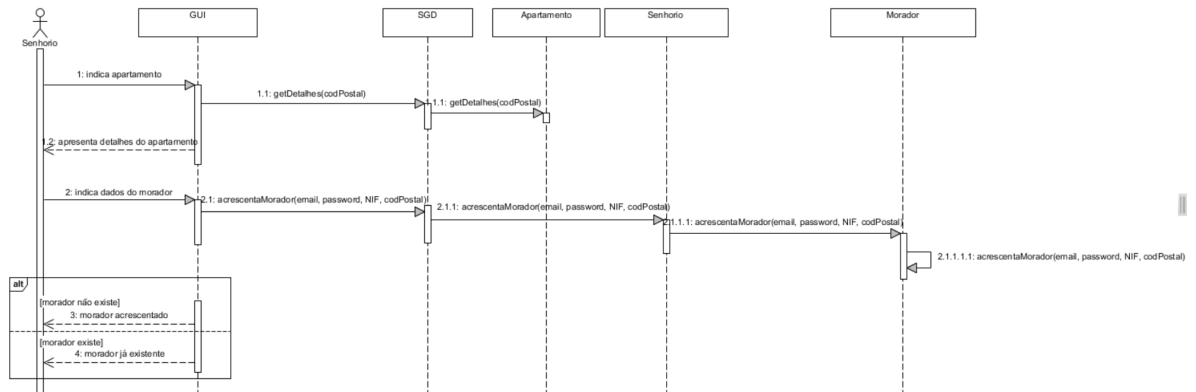 GUI
SGD
Apartamento
Senhorio
Morador
Senhorio
1: indica apartamento
1.1: getDetalhes(codPostal)
1.1.1: getDetalhes(codPostal)
1.2: apresenta detalhes do apartamento
2: indica dados do morador
2.1: acrescentaMorador(email, password, NIF, codPostal)
2.1.1: acrescentaMorador(email, password, NIF, codPostal)
2.1.1.1: acrescentaMorador(email, password, NIF, codPostal)
2.1.1.1.1: acrescentaMorador(email, password, NIF, codPostal)
alt
[morador não existe]
3: morador acrescentado
[morador existe]
4: morador já existente